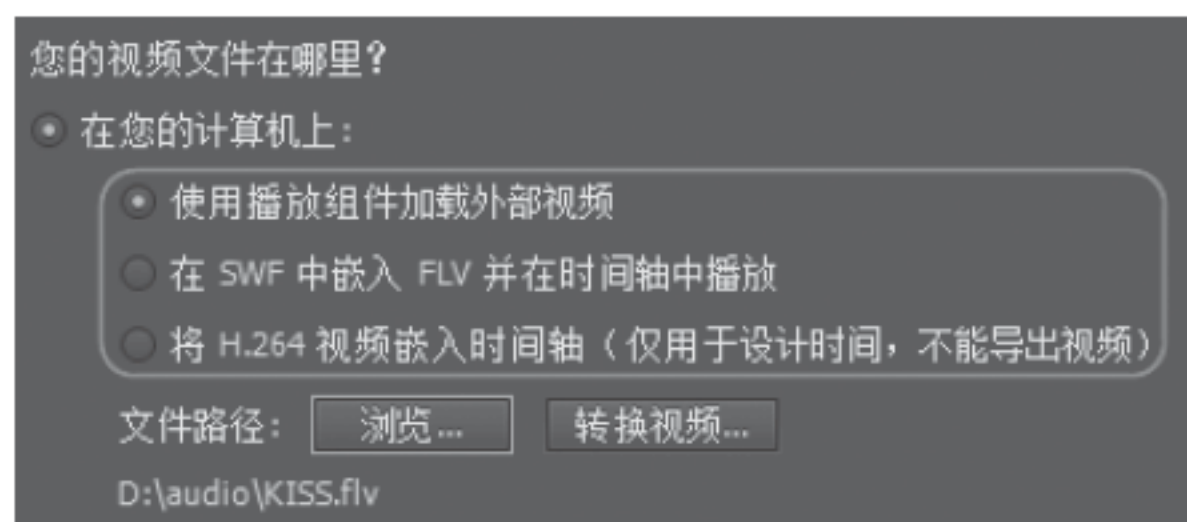 您的视频文件在哪里?
在您的计算机上:
使用播放组件加载外部视频
在 SWF 中嵌入 FLV 并在时间轴中播放
将 H.264 视频嵌入时间轴（仅用于设计时间，不能导出视频）
文件路径: 浏览... 转换视频...
D:\audio\KISS.flv